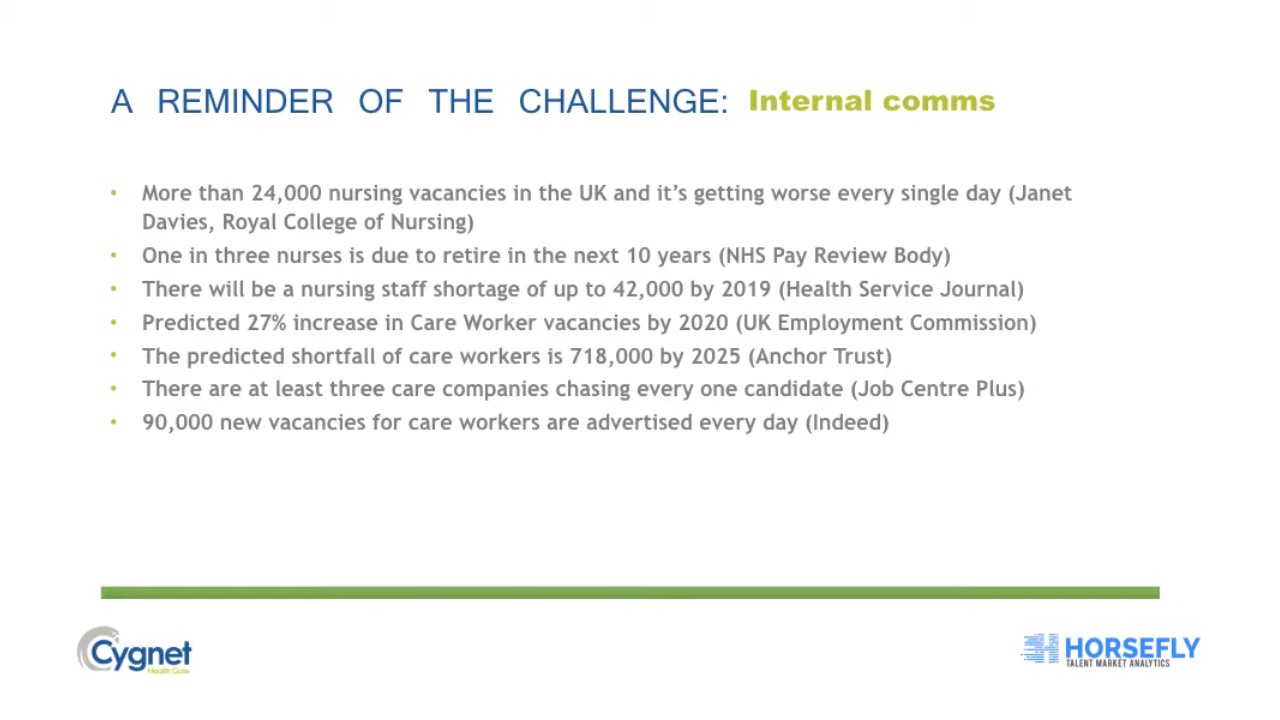 A REMINDER OF THE CHALLENGE: Internal comms
• More than 24,000 nursing vacancies in the UK and it’s getting worse every single day (Janet
Davies, Royal College of Nursing)
• One in three nurses is due to retire in the next 10 years (NHS Pay Review Body)
• There will be a nursing staff shortage of up to 42,000 by 2019 (Health Service Journal)
• Predicted 27% increase in Care Worker vacancies by 2020 (UK Employment Commission)
• The predicted shortfall of care workers is 718,000 by 2025 (Anchor Trust)
• There are at least three care companies chasing every one candidate (Job Centre Plus)
• 90,000 new vacancies for care workers are advertised every day (Indeed)
Cygnet
Health Care
HORSEFLY
TALENT MARKET ANALYTICS